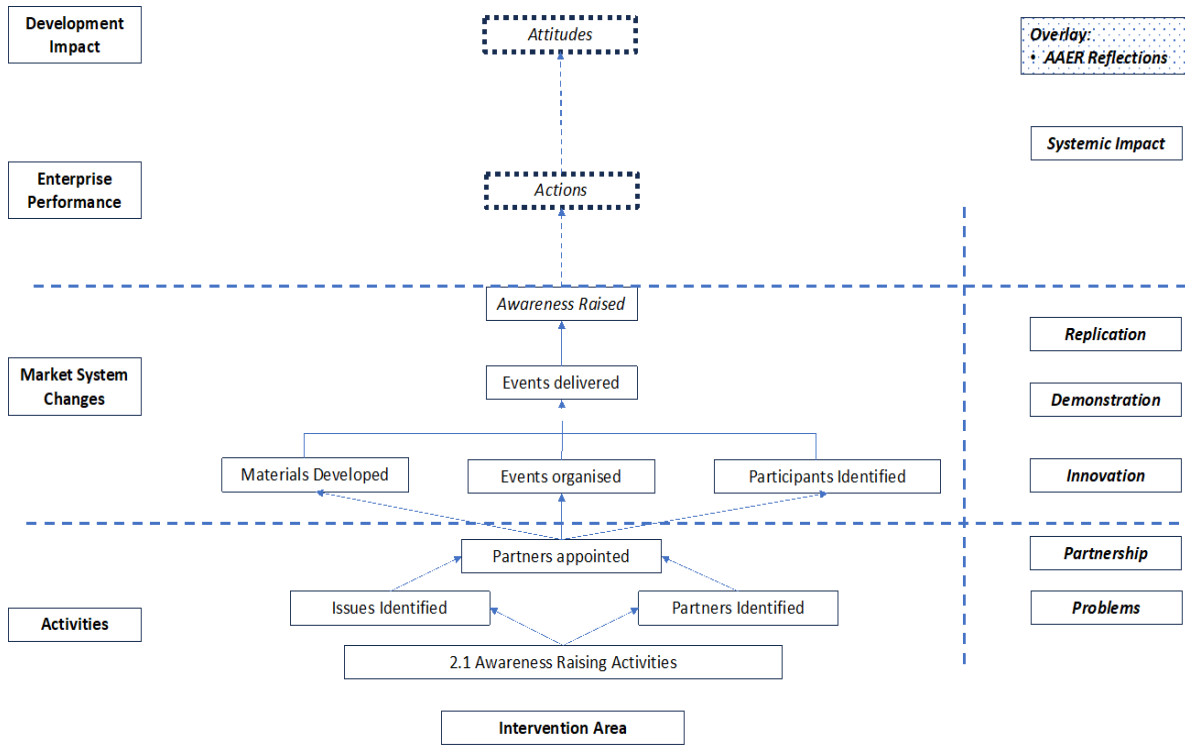 Development
Impact
Attitudes
Overlay:
• AAER Reflections
Systemic Impact
Enterprise
Performance
Actions
Awareness Raised
Replication
Market System
Changes
Events delivered
Demonstration
Materials Developed
Events organised
Participants Identified
Innovation
Partners appointed
Partnership
Activities
Issues Identified
Partners Identified
Problems
2.1 Awareness Raising Activities
Intervention Area